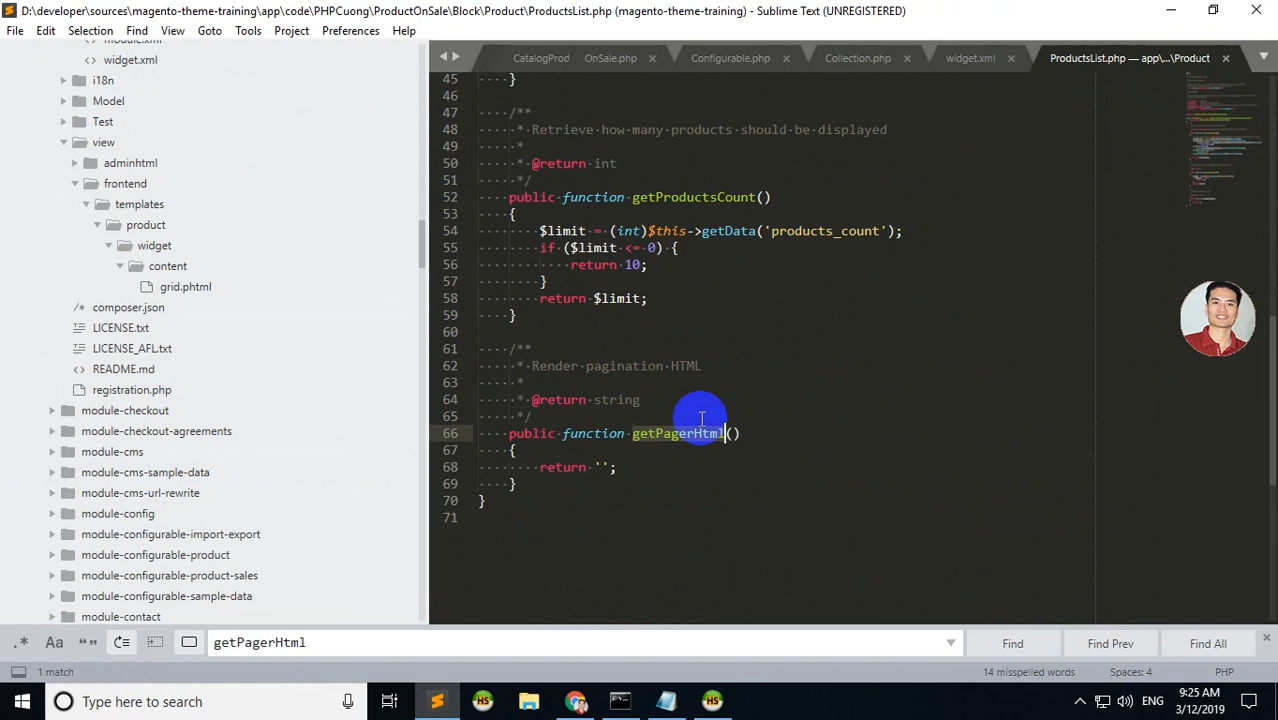 D:\developer\sources\magento-theme-training\app\code\PHPCuong\ProductOnSale\Block\Product\ProductsList.php (magento-theme-training) - Sublime Text (UNREGISTERED)
File Edit Selection Find View Goto Tools Project Preferences Help
CatalogProd OnSale.php Configurable.php Collection.php widget.xml ProductsList.php — app\...\Product
module.xml
widget.xml
i18n
Model
Test
view
adminhtml
frontend
templates
product
widget
content
grid.phtml
composer.json
LICENSE.txt
LICENSE_AFL.txt
README.md
registration.php
module-checkout
module-checkout-agreements
module-cms
module-cms-sample-data
module-cms-url-rewrite
module-config
module-configurable-import-export
module-configurable-product
module-configurable-product-sales
module-configurable-sample-data
module-contact
45 }
46
47 /**
48 * Retrieve how many products should be displayed
49 *
50 * @return int
51 */
52 public function getProductsCount()
53 {
54 $limit = (int)$this->getData('products_count');
55 if ($limit <= 0) {
56 return 10;
57 }
58 return $limit;
59 }
60
61 /**
62 * Render pagination HTML
63 *
64 * @return string
65 */
66 public function getPagerHtml()
67 {
68 return '';
69 }
70 }
71
.* Aa “” getPagerHtml Find Find Prev Find All
1 match 14 misspelled words Spaces: 4 PHP
Type here to search HS HS ENG 9:25 AM
3/12/2019